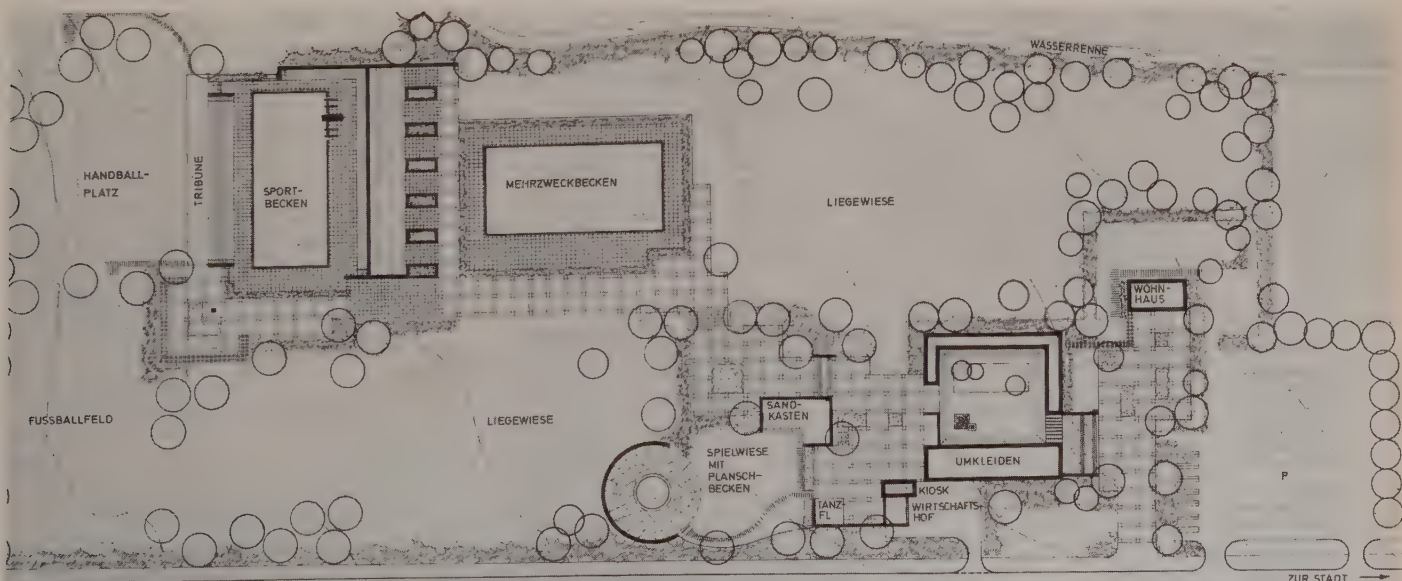 WASSERRENNE
HANDBALL-
PLATZ
TRIBÜNE
SPORT-
BECKEN
MEHRZWECKBECKEN
LIEGEWIESE
WOHN-
HAUS
FUSSBALLFELD
LIEGEWIESE
SAND-
KASTEN
SPIELWIESE
MIT
PLANSCH-
BECKEN
UMKLEIDEN
P
KIOSK
TANZ
FL
WIRTSCHAFTS-
HOF
ZUR STADT